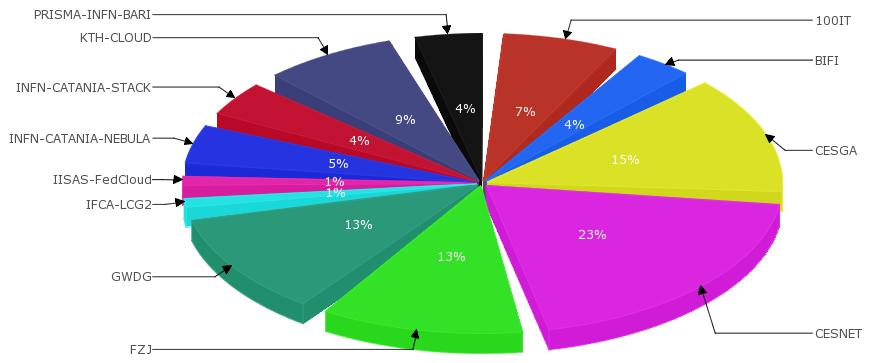 PRISMA-INFN-BARI
100IT
KTH-CLOUD
BIFI
INFN-CATANIA-STACK
9%
4%
7%
4%
4%
INFN-CATANIA-NEBULA
CESGA
5%
15%
IISAS-FedCloud
1%
1%
IFCA-LCG2
13%
23%
13%
GWDG
CESNET
FZJ